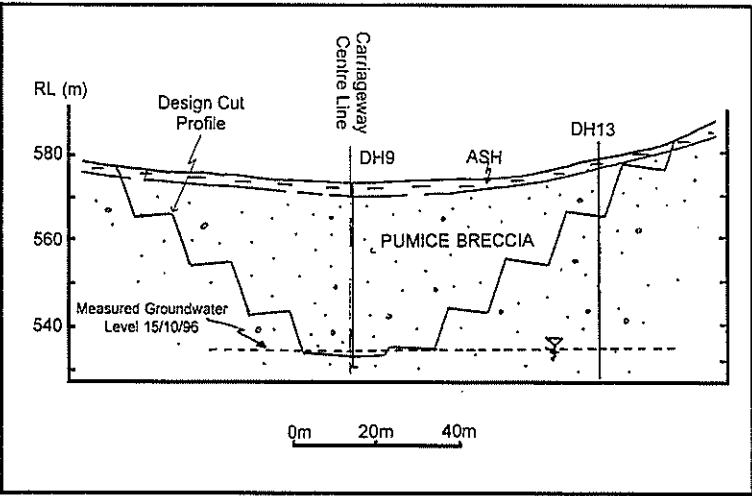 Carriageway
Centre Line
RL (m)
Design Cut
Profile
DH9
ASH
DH13
580
560
PUMICE BRECCIA
Measured Groundwater
Level 15/10/96
540
0m 20m 40m